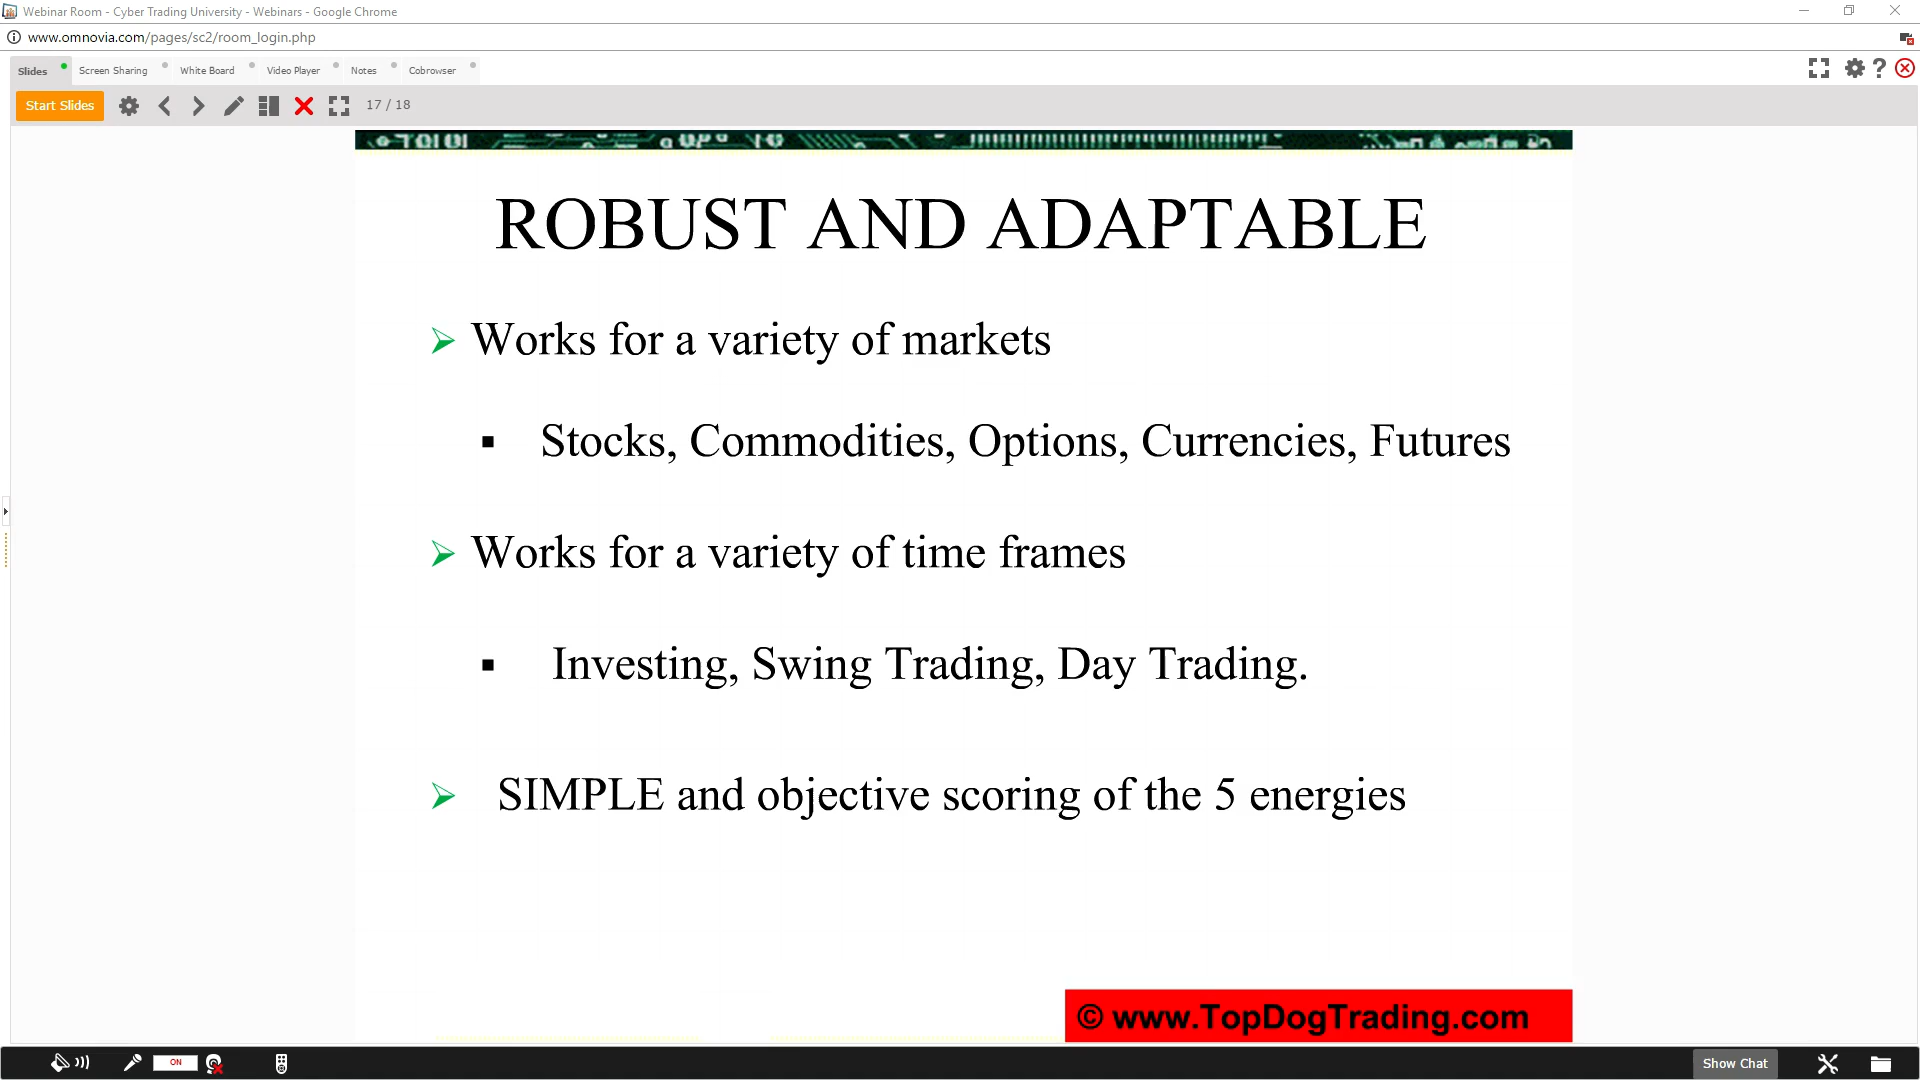 Webinar Room - Cyber Trading University - Webinars - Google Chrome
www.omnovia.com/pages/sc2/room_login.php
Slides Screen Sharing White Board Video Player Notes Cobrowser
Start Slides 17 / 18
ROBUST AND ADAPTABLE
Works for a variety of markets
Stocks, Commodities, Options, Currencies, Futures
Works for a variety of time frames
Investing, Swing Trading, Day Trading.
SIMPLE and objective scoring of the 5 energies
© www.TopDogTrading.com
ON Show Chat